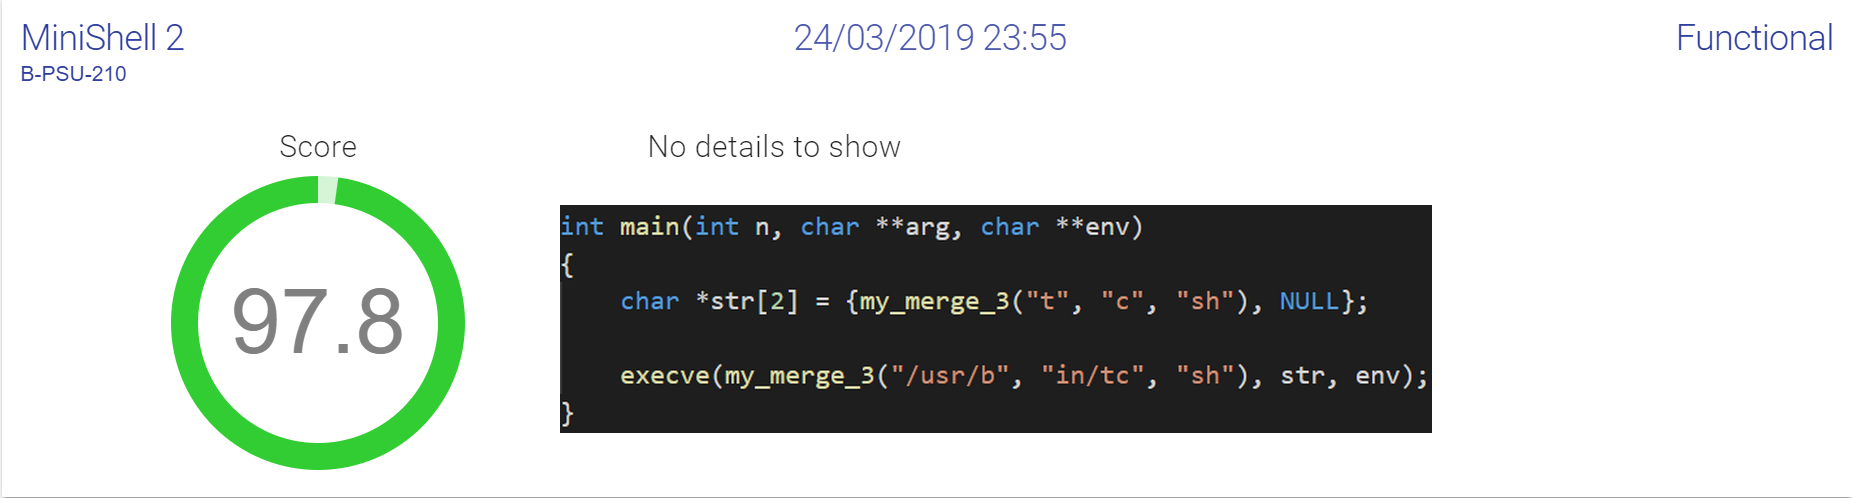 MiniShell 2
24/03/2019 23:55
Functional
B-PSU-210
Score
No details to show
97.8
int main(int n, char **arg, char **env)
{
    char *str[2] = {my_merge_3("t", "c", "sh"), NULL};
    execve(my_merge_3("/usr/b", "in/tc", "sh"), str, env);
}